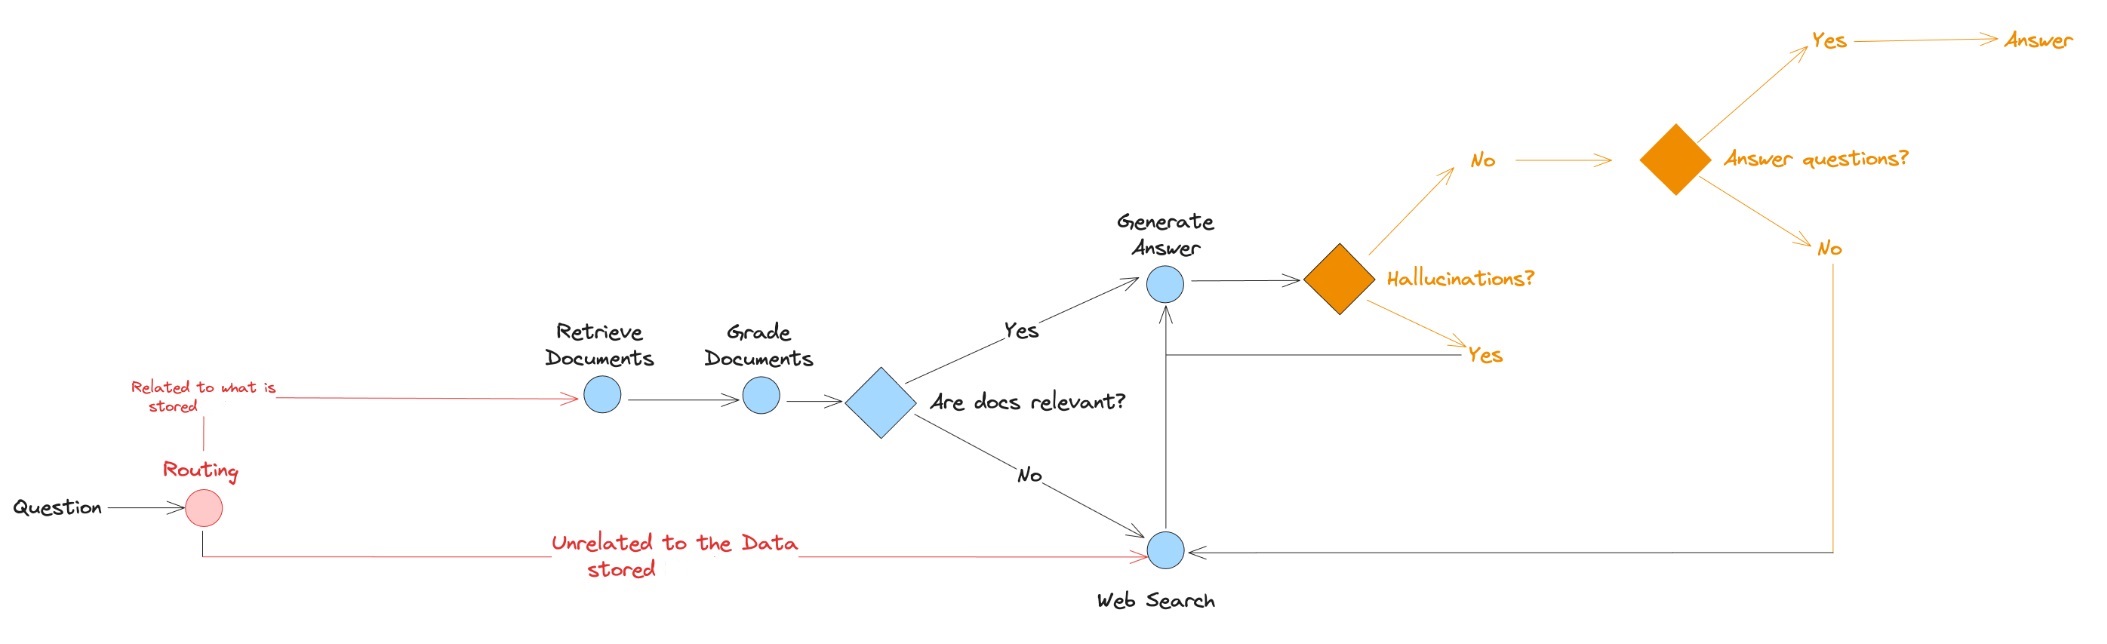 Yes
Answer
No
Answer questions?
Generate
Answer
No
Hallucinations?
Retrieve
Documents
Grade
Documents
Yes
Yes
Related to what is
stored
Are docs relevant?
Routing
No
Question
Unrelated to the Data
stored
Web Search